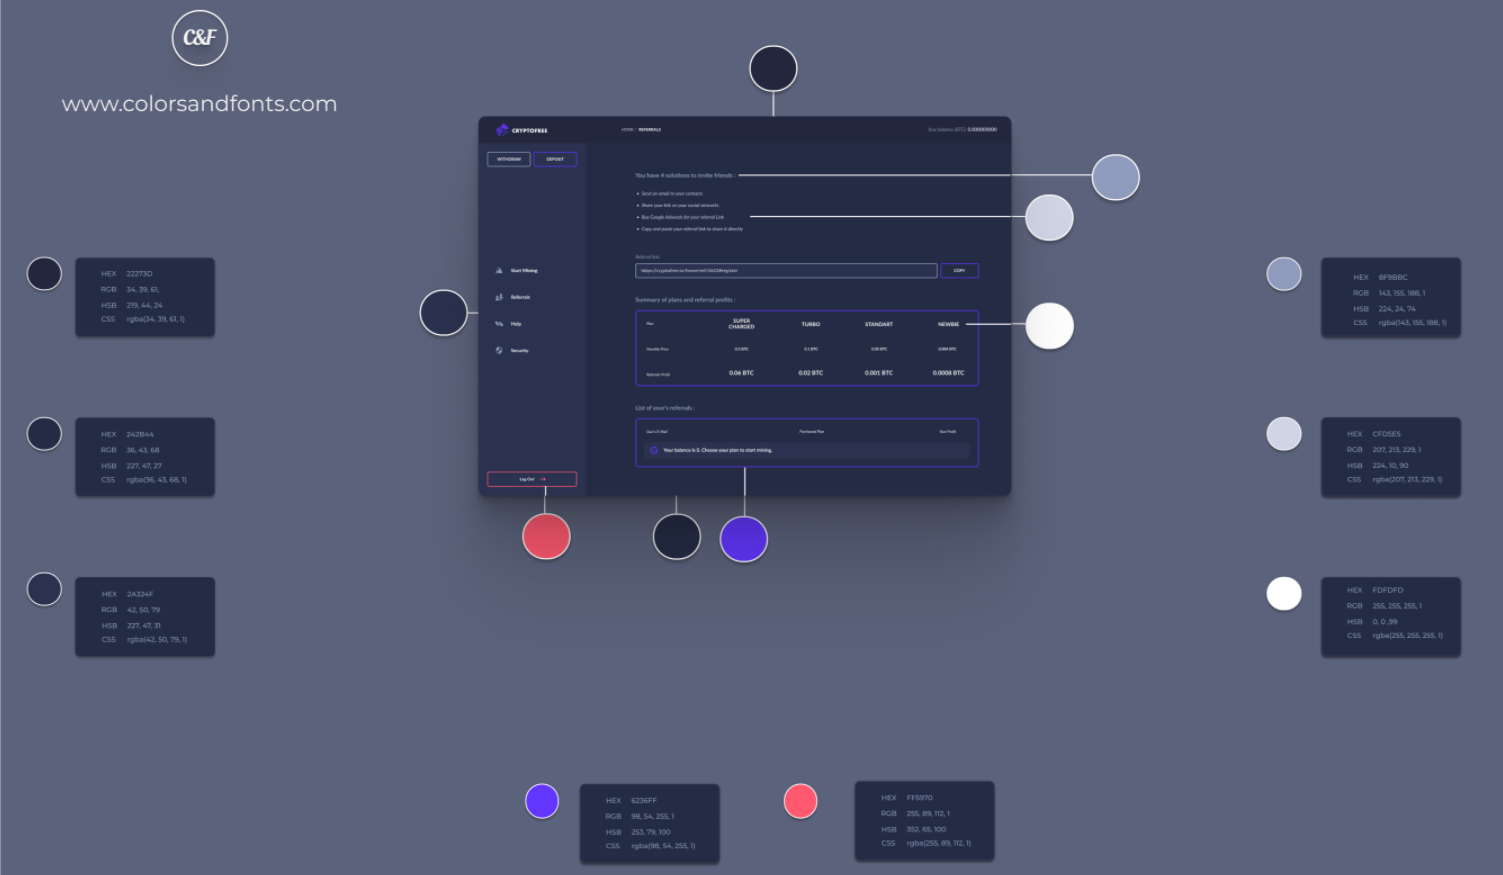 C&F
www.colorsandfonts.com
CRYPTOFREE
HOME / REFERRALS
Your balance (BTC): 0.000000000
WITHDRAW
DEPOSIT
You have 4 solutions to invite friends :
• Send an email to your contacts
• Share your link on your social networks
• Buy Google Adwords for your referral Link
• Copy and paste your referral link to share it directly
Referral link:
COPY
Start Mining
Referrals
Help
Security
Summary of plans and referral profits :
Plan
SUPER
CHARGED
TURBO
STANDART
NEWBIE
Monthly Price
0.3 BTC
0.1 BTC
0.05 BTC
0.004 BTC
Referrals Profit
0.06 BTC
0.02 BTC
0.001 BTC
0.0008 BTC
List of your's referrals :
User's E-Mail
Purchased Plan
Your Profit
Your balance is 0. Choose your plan to start mining.
Log Out
HEX 22273D
RGB 34, 39, 61,
HSB 219, 44, 24
CSS rgba(34, 39, 61, 1)
HEX 242B44
RGB 36, 43, 68
HSB 227, 47, 27
CSS rgba(36, 43, 68, 1)
HEX 2A324F
RGB 42, 50, 79
HSB 227, 47, 31
CSS rgba(42, 50, 79, 1)
HEX 8F9BBC
RGB 143, 155, 188, 1
HSB 224, 24, 74
CSS rgba(143, 155, 188, 1)
HEX CFD5E5
RGB 207, 213, 229, 1
HSB 224, 10, 90
CSS rgba(207, 213, 229, 1)
HEX FDFDFD
RGB 255, 255, 255, 1
HSB 0, 0 ,99
CSS rgba(255, 255, 255, 1)
HEX 6236FF
RGB 98, 54, 255, 1
HSB 253, 79, 100
CSS rgba(98, 54, 255, 1)
HEX FF5970
RGB 255, 89, 112, 1
HSB 352, 65, 100
CSS rgba(255, 89, 112, 1)